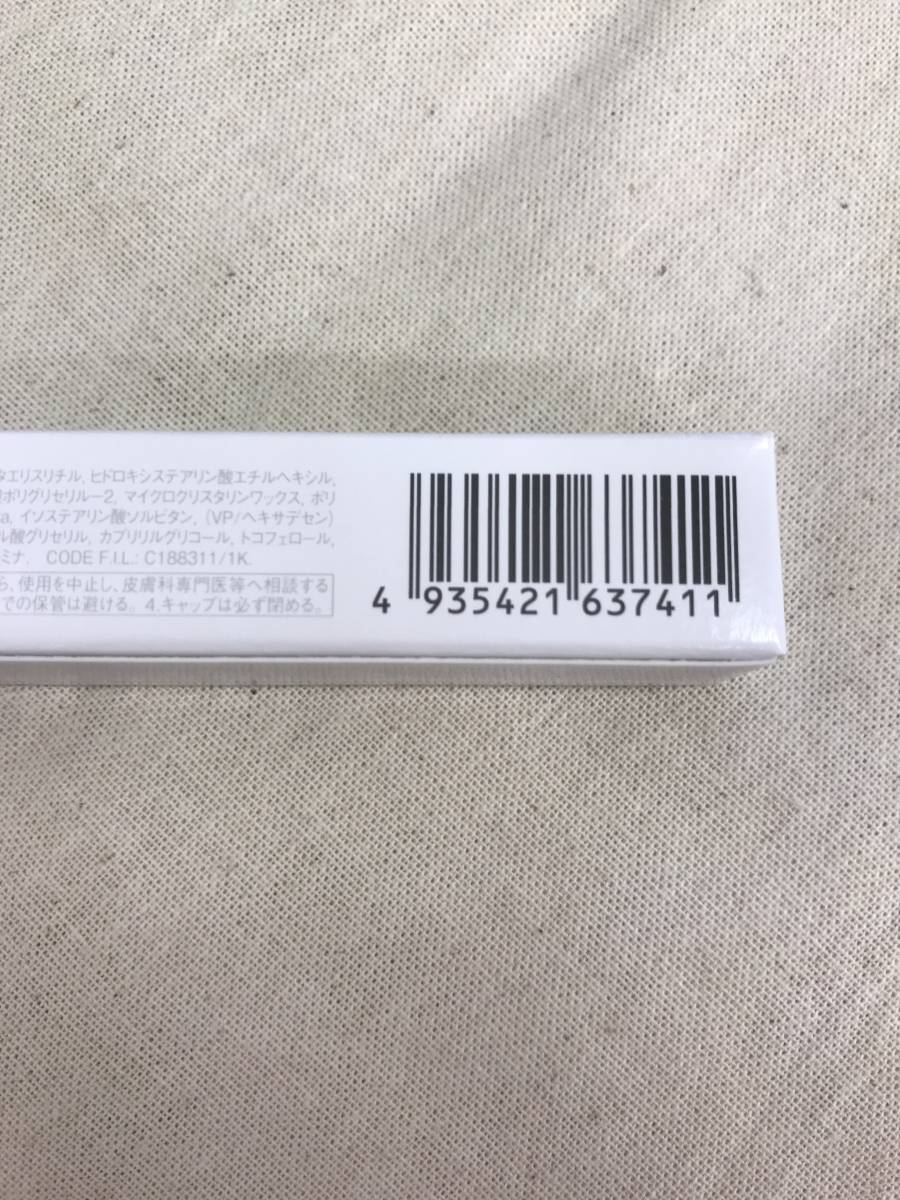 タエリスリチル, ヒドロキシステアリン酸エチルヘキシル,
ポリグリセリル－2, マイクロクリスタリンワックス, ポリ
a, イソステアリン酸ソルビタン, (VP/ヘキサデセン)
ル酸グリセリル, カプリリルグリコール, トコフェロール,
ミナ, CODE F.I.L.: C188311/1K.
ら、使用を中止し、皮膚科専門医等へ相談する
での保管は避ける。4.キャップは必ず閉める。
4 935421 637411